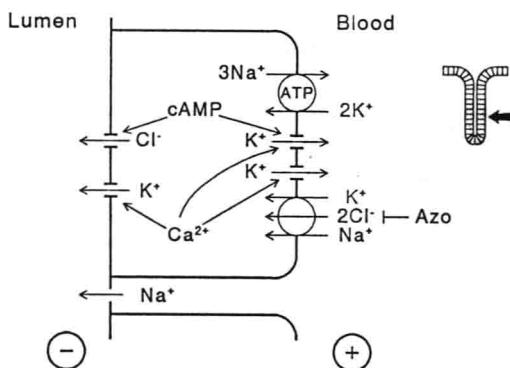 Lumen Blood
3Na⁺
ATP
2K⁺
cAMP
Cl⁻ K⁺
K⁺
K⁺ K⁺
2Cl⁻ Azo
Ca²⁺ Na⁺
Na⁺
− +